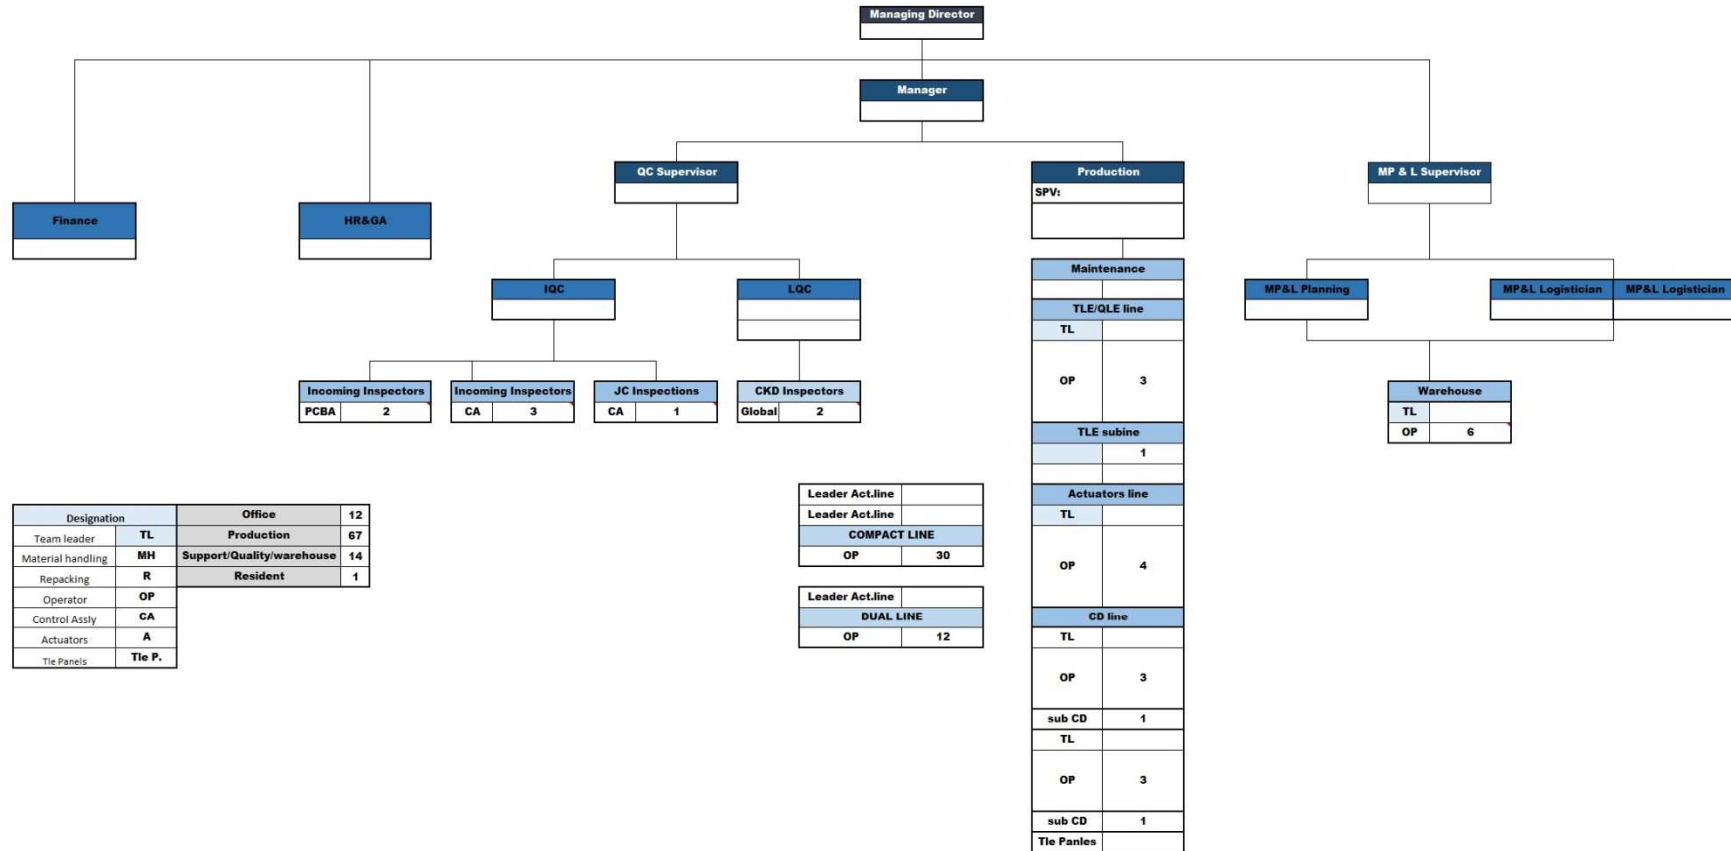 Managing Director
Manager
QC Supervisor
Production
MP & L Supervisor
SPV:
Finance
HR&GA
Maintenance
IQC
LQC
MP&L Planning
MP&L Logistician
MP&L Logistician
TLE/QLE line
TL
OP 3
Incoming Inspectors
PCBA 2
Incoming Inspectors
CA 3
JC Inspections
CA 1
CKD Inspectors
Global 2
Warehouse
TL
OP 6
TLE subine
1
Actuators line
TL
OP 4
Leader Act.line
Leader Act.line
COMPACT LINE
OP 30
Leader Act.line
DUAL LINE
OP 12
CD line
TL
OP 3
sub CD 1
TL
OP 3
sub CD 1
Tle Panles
Designation
Team leader TL
Material handling MH
Repacking R
Operator OP
Control Assly CA
Actuators A
Tle Panels Tle P.
Office 12
Production 67
Support/Quality/warehouse 14
Resident 1